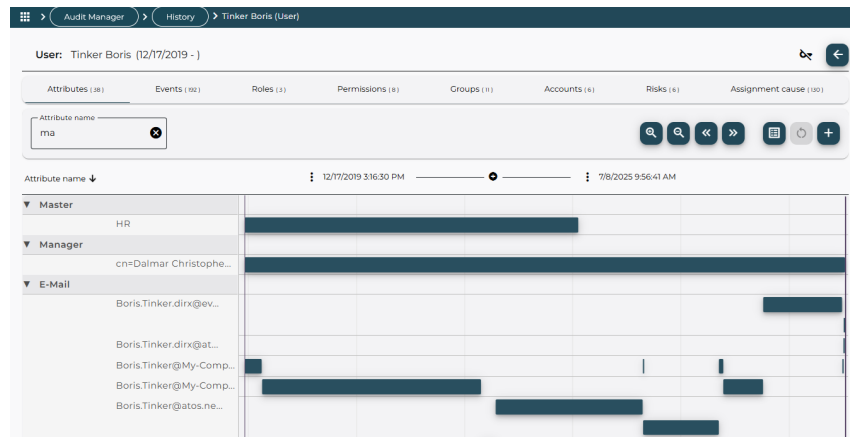 Audit Manager > History > Tinker Boris (User)
User: Tinker Boris (12/17/2019 - )
Attributes (38) Events (192) Roles (3) Permissions (8) Groups (11) Accounts (6) Risks (6) Assignment cause (130)
Attribute name
ma
Attribute name 12/17/2019 3:16:30 PM 7/8/2025 9:56:41 AM
Master
HR
Manager
cn=Dalmar Christophe...
E-Mail
Boris.Tinker.dirx@ev...
Boris.Tinker.dirx@at...
Boris.Tinker@My-Comp...
Boris.Tinker@My-Comp...
Boris.Tinker@atos.ne...